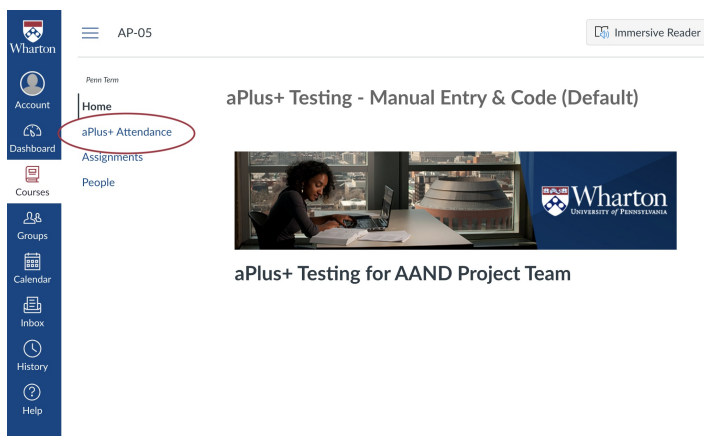 Wharton
AP-05
Immersive Reader
Account
Dashboard
Courses
Groups
Calendar
Inbox
History
Help
Penn Term
Home
aPlus+ Attendance
Assignments
People
aPlus+ Testing - Manual Entry & Code (Default)
Wharton
UNIVERSITY of PENNSYLVANIA
aPlus+ Testing for AAND Project Team